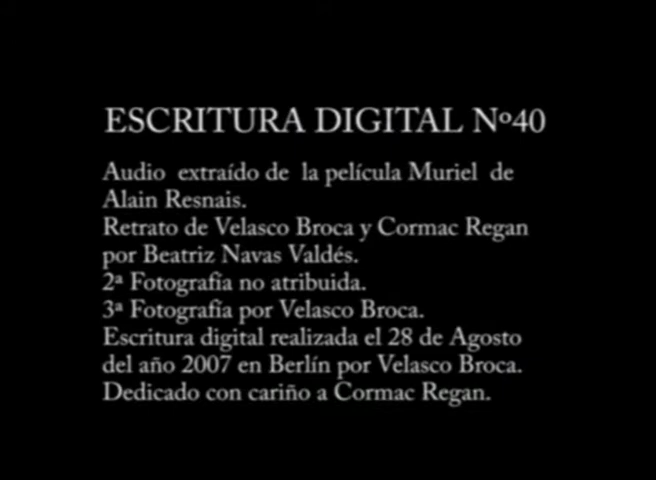 ESCRITURA DIGITAL Nº40
Audio extraído de la película Muriel de
Alain Resnais.
Retrato de Velasco Broca y Cormac Regan
por Beatriz Navas Valdés.
2ª Fotografía no atribuida.
3ª Fotografía por Velasco Broca.
Escritura digital realizada el 28 de Agosto
del año 2007 en Berlín por Velasco Broca.
Dedicado con cariño a Cormac Regan.